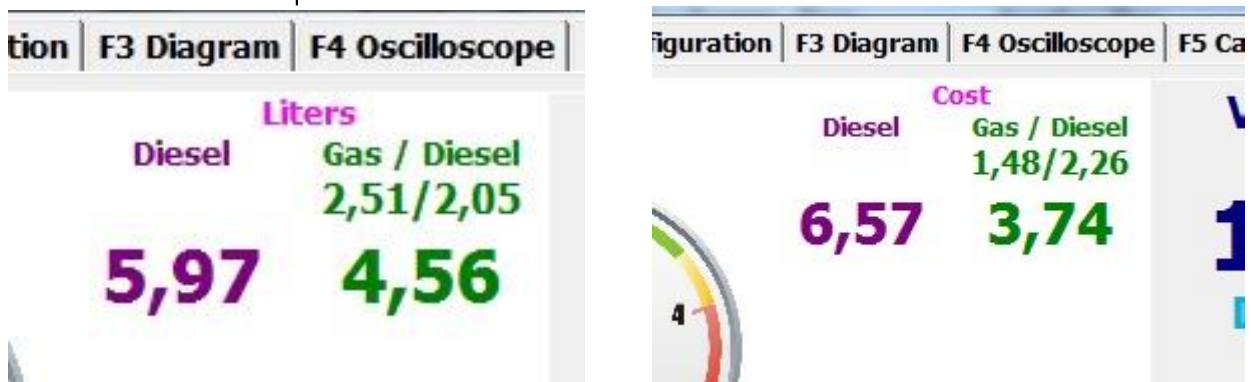 tion F3 Diagram F4 Oscilloscope
Liters
Diesel Gas / Diesel
2,51/2,05
5,97 4,56
figuration F3 Diagram F4 Oscilloscope F5 Ca
Cost
Diesel Gas / Diesel
1,48/2,26
6,57 3,74
4